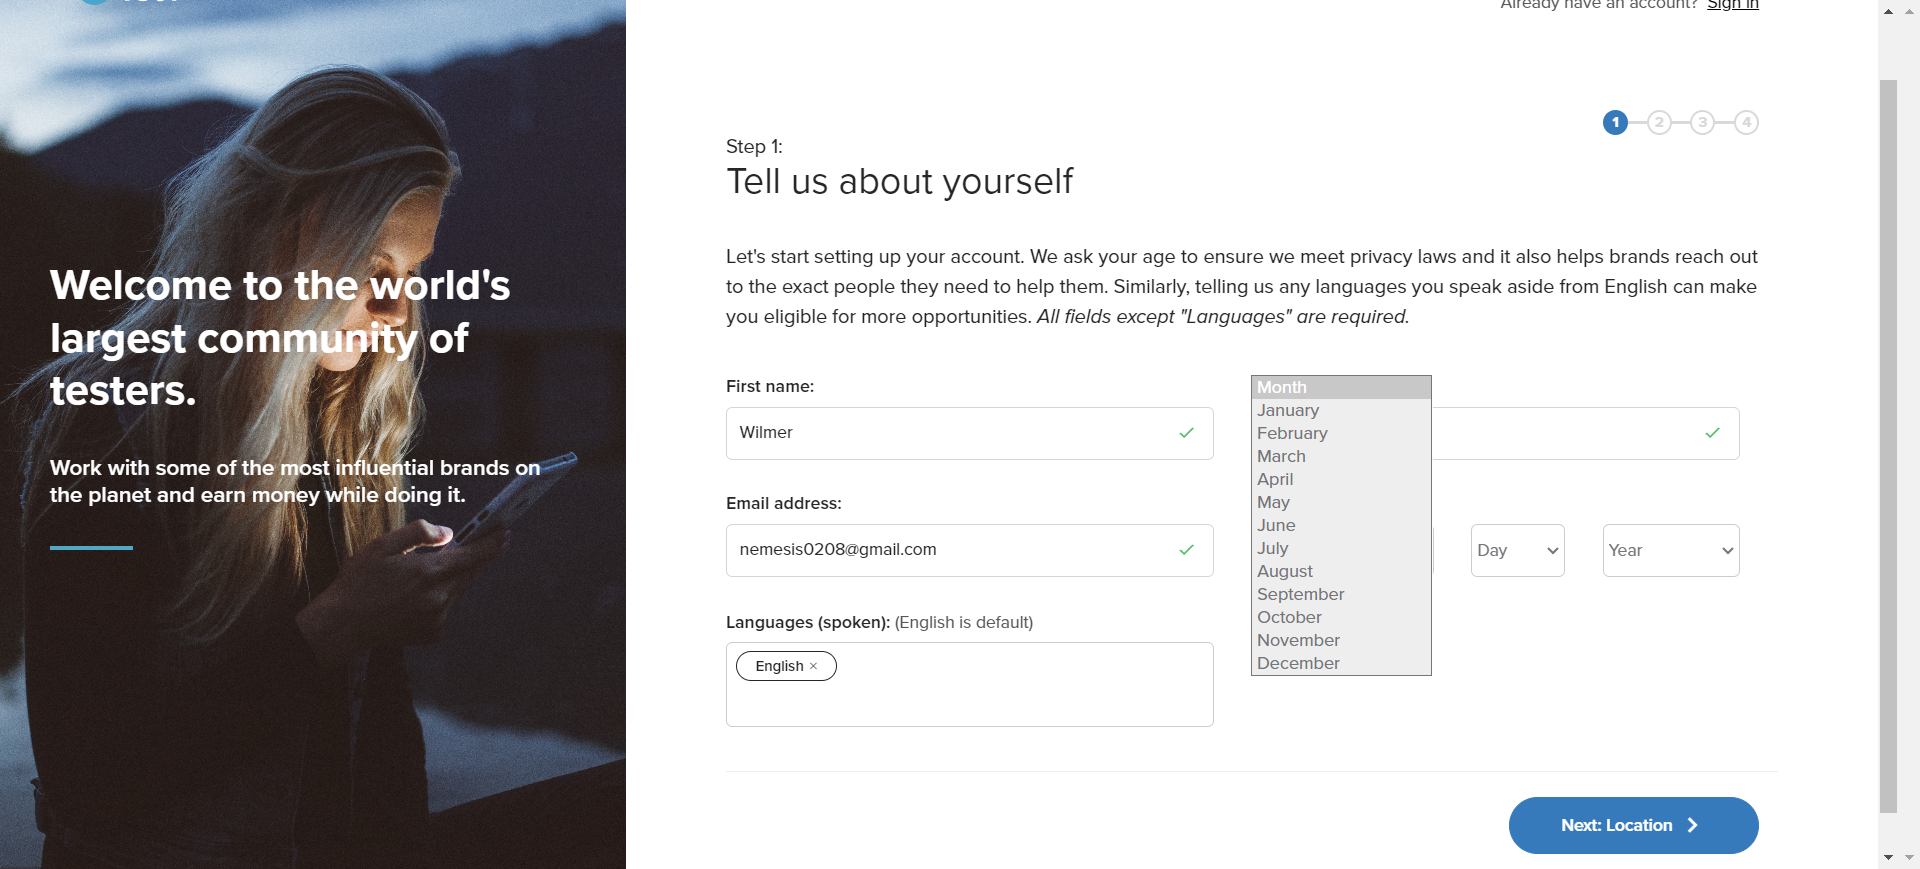 Already have an account? Sign in
Welcome to the world's
largest community of
testers.
Work with some of the most influential brands on
the planet and earn money while doing it.
1 2 3 4
Step 1:
Tell us about yourself
Let's start setting up your account. We ask your age to ensure we meet privacy laws and it also helps brands reach out
to the exact people they need to help them. Similarly, telling us any languages you speak aside from English can make
you eligible for more opportunities. All fields except "Languages" are required.
First name:
Wilmer
Email address:
nemesis0208@gmail.com
Languages (spoken): (English is default)
English ×
Month
January
February
March
April
May
June
July
August
September
October
November
December
Day
Year
Next: Location